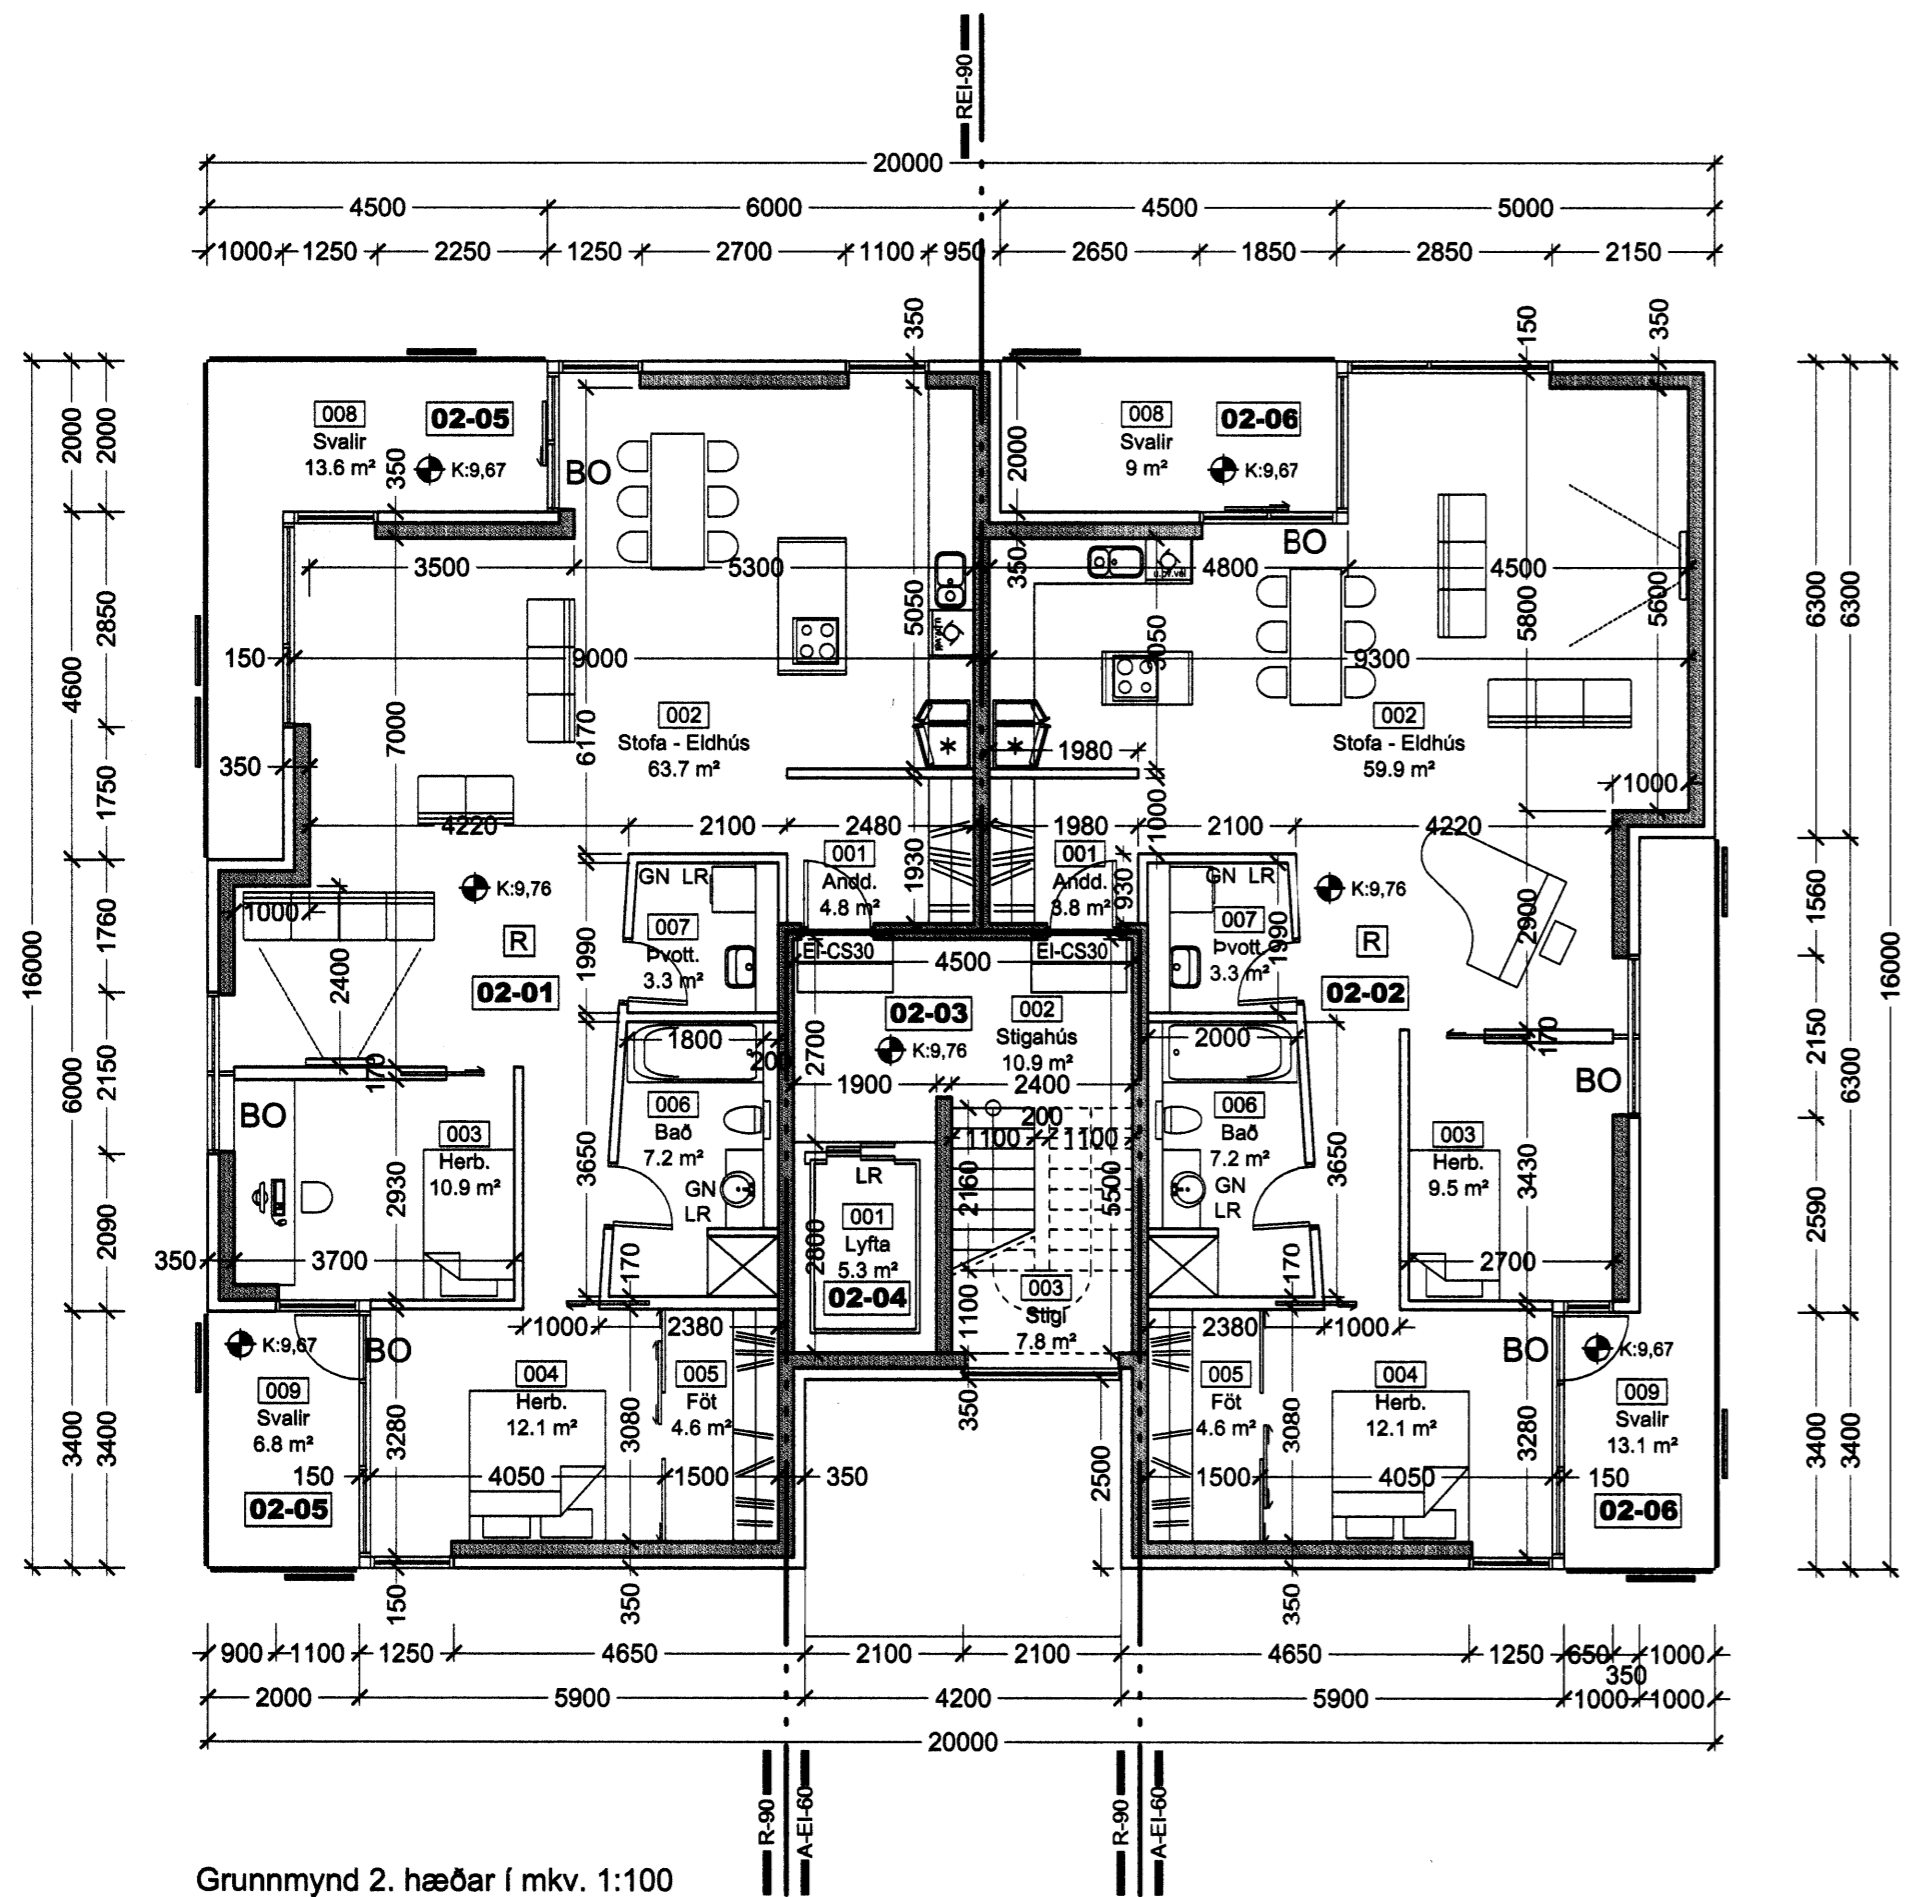 REI-90
20000
4500 6000 4500 5000
1000 1250 2250 1250 2700 1100 950 2650 1850 2850 2150
350 150 350
008
Svalir
13.6 m²
02-05
K:9,67
350
BO
008
Svalir
9 m²
02-06
K:9,67
2000
BO
2000 2000
2850
4600
1750
16000
1760
6000 2150
2090
3400 3400
6300 6300
1560
16000
2150 6300
2590
3400 3400
3500 5300 350 4800 4500
5050 5800 5600
150 9000 3050 9300
7000 6170
002
Stofa - Eldhús
63.7 m²
002
Stofa - Eldhús
59.9 m²
350 1980 1000
4220 2100 2480 1980 1000 2100 4220
001
Andd.
4.8 m²
1930
001
Andd.
3.8 m²
930
K:9,76
GN LR
GN LR
K:9,76
1000
007
Þvott.
3.3 m²
1990
007
Þvott.
3.3 m²
1990
2900
R
R
EI-CS30 4500 EI-CS30
2400
02-01
02-03
02-02
002
Stigahús
10.9 m²
K:9,76
2700
1800 200 2000
170 170
1900 2400
200
1100 1100
BO
BO
003
Herb.
10.9 m²
006
Bað
7.2 m²
GN
LR
3650
2930
006
Bað
7.2 m²
GN
LR
3650
003
Herb.
9.5 m²
3430
LR
001
Lyfta
5.3 m²
02-04
2800
2160 5500
1100
003
Stigi
7.8 m²
350 3700 170 170 2700
1000 2380 2380 1000
K:9,67
BO
BO
K:9,67
009
Svalir
6.8 m²
02-05
004
Herb.
12.1 m²
005
Föt
4.6 m²
3280 3080
350
2500
005
Föt
4.6 m²
004
Herb.
12.1 m²
3080 3280
009
Svalir
13.1 m²
02-06
150 4050 1500 350 1500 4050 150
150 350 350
900 1100 1250 4650 2100 2100 4650 1250 650 1000
350
2000 5900 4200 5900 1000 1000
20000
R-90
A-EI-60
R-90
A-EI-60
Grunnmynd 2. hæðar í mkv. 1:100